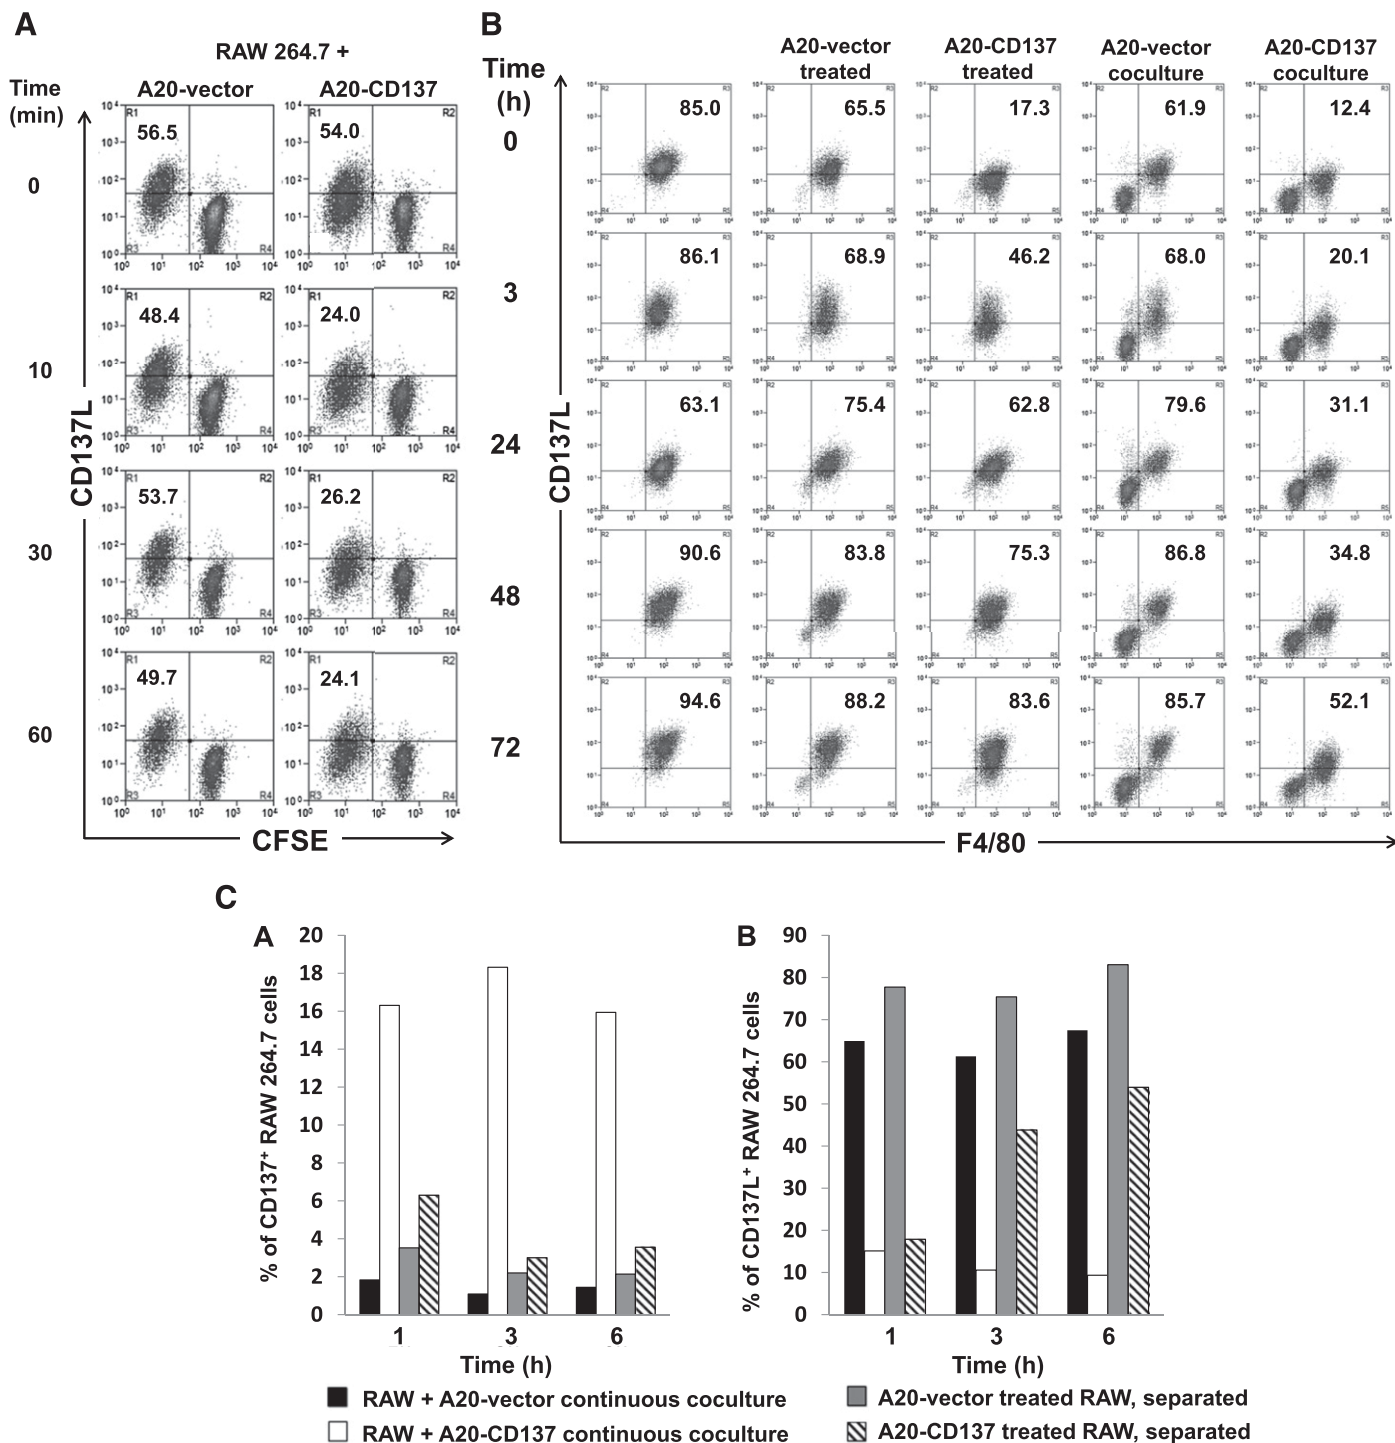 A
RAW 264.7 +
Time
(min)
A20-vector
A20-CD137
0
56.5
54.0
10
48.4
24.0
30
53.7
26.2
60
49.7
24.1
CD137L
CFSE
B
Time
(h)
A20-vector
treated
A20-CD137
treated
A20-vector
coculture
A20-CD137
coculture
0
85.0
65.5
17.3
61.9
12.4
3
86.1
68.9
46.2
68.0
20.1
24
63.1
75.4
62.8
79.6
31.1
48
90.6
83.8
75.3
86.8
34.8
72
94.6
88.2
83.6
85.7
52.1
CD137L
F4/80
C
A
% of CD137⁺ RAW 264.7 cells
20
18
16
14
12
10
8
6
4
2
0
1 3 6
Time (h)
B
% of CD137L⁺ RAW 264.7 cells
90
80
70
60
50
40
30
20
10
0
1 3 6
Time (h)
RAW + A20-vector continuous coculture
RAW + A20-CD137 continuous coculture
A20-vector treated RAW, separated
A20-CD137 treated RAW, separated